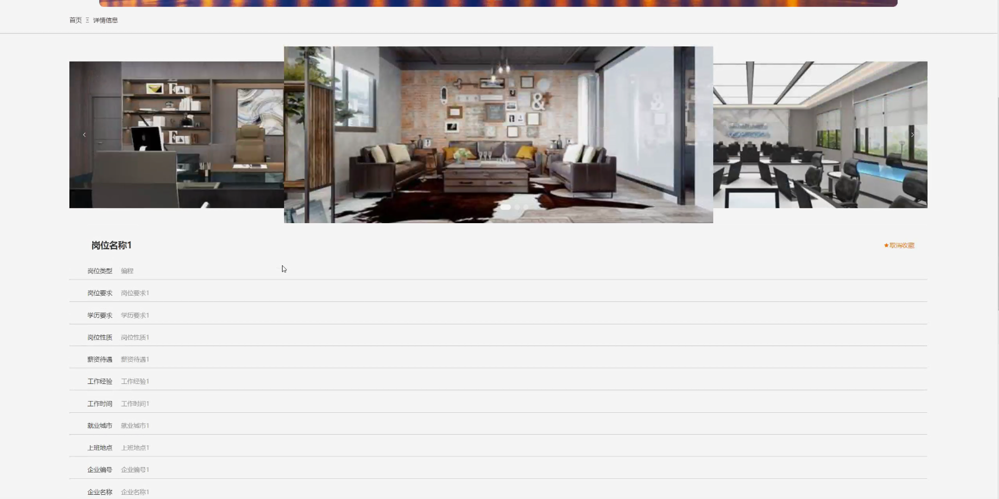 首页 Ξ 详情信息
岗位名称1
★取消收藏
岗位类型 编程
岗位要求 岗位要求1
学历要求 学历要求1
岗位性质 岗位性质1
薪资待遇 薪资待遇1
工作经验 工作经验1
工作时间 工作时间1
就业城市 就业城市1
上班地点 上班地点1
企业编号 企业编号1
企业名称 企业名称1